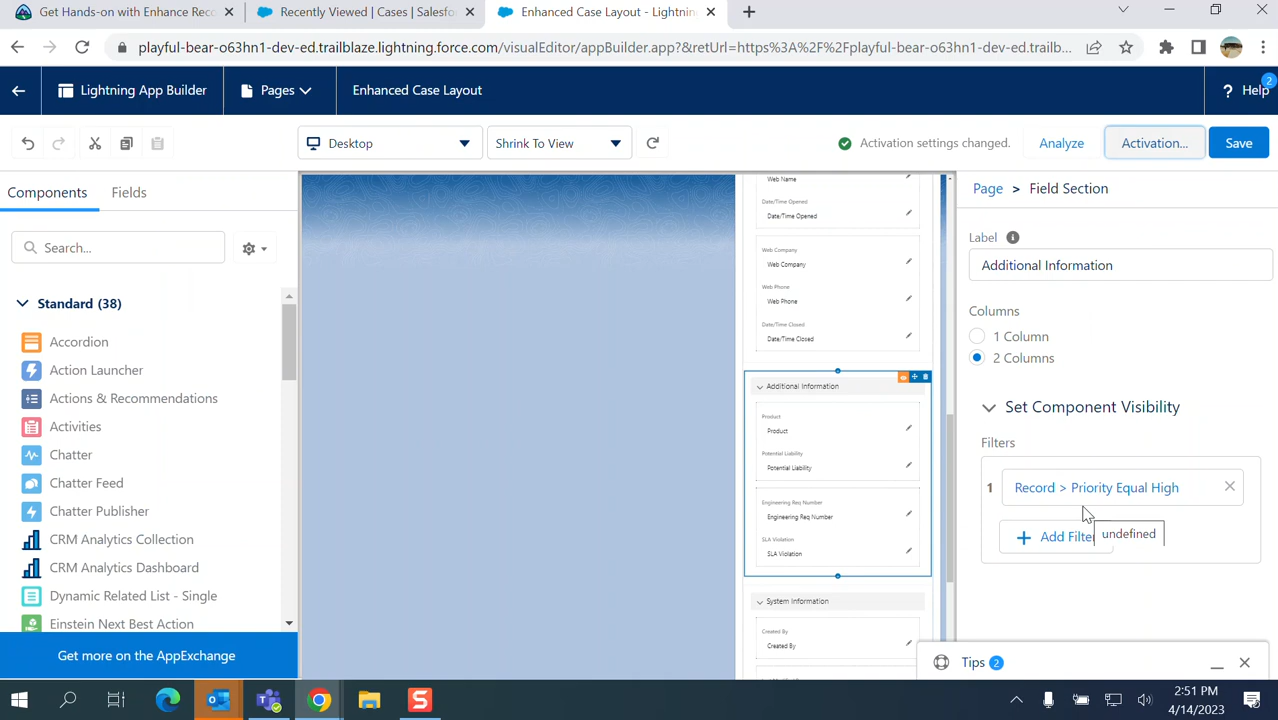 Get Hands-on with Enhance Reco
Recently Viewed | Cases | Salesfo
Enhanced Case Layout - Lightnin
playful-bear-o63hn1-dev-ed.trailblaze.lightning.force.com/visualEditor/appBuilder.app?&retUrl=https%3A%2F%2Fplayful-bear-o63hn1-dev-ed.trailb...
Lightning App Builder
Pages
Enhanced Case Layout
? Help
2
Desktop
Shrink To View
Activation settings changed.
Analyze
Activation...
Save
Components
Fields
Search...
Standard (38)
Accordion
Action Launcher
Actions & Recommendations
Activities
Chatter
Chatter Feed
Chatter Publisher
CRM Analytics Collection
CRM Analytics Dashboard
Dynamic Related List - Single
Einstein Next Best Action
Get more on the AppExchange
Web Name
Date/Time Opened
Date/Time Opened
Web Company
Web Company
Web Phone
Web Phone
Date/Time Closed
Date/Time Closed
Additional Information
Product
Product
Potential Liability
Potential Liability
Engineering Req Number
Engineering Req Number
SLA Violation
SLA Violation
System Information
Created By
Created By
Page > Field Section
Label
Additional Information
Columns
1 Column
2 Columns
Set Component Visibility
Filters
1 Record > Priority Equal High
Add Filter
undefined
Tips 2
2:51 PM
4/14/2023